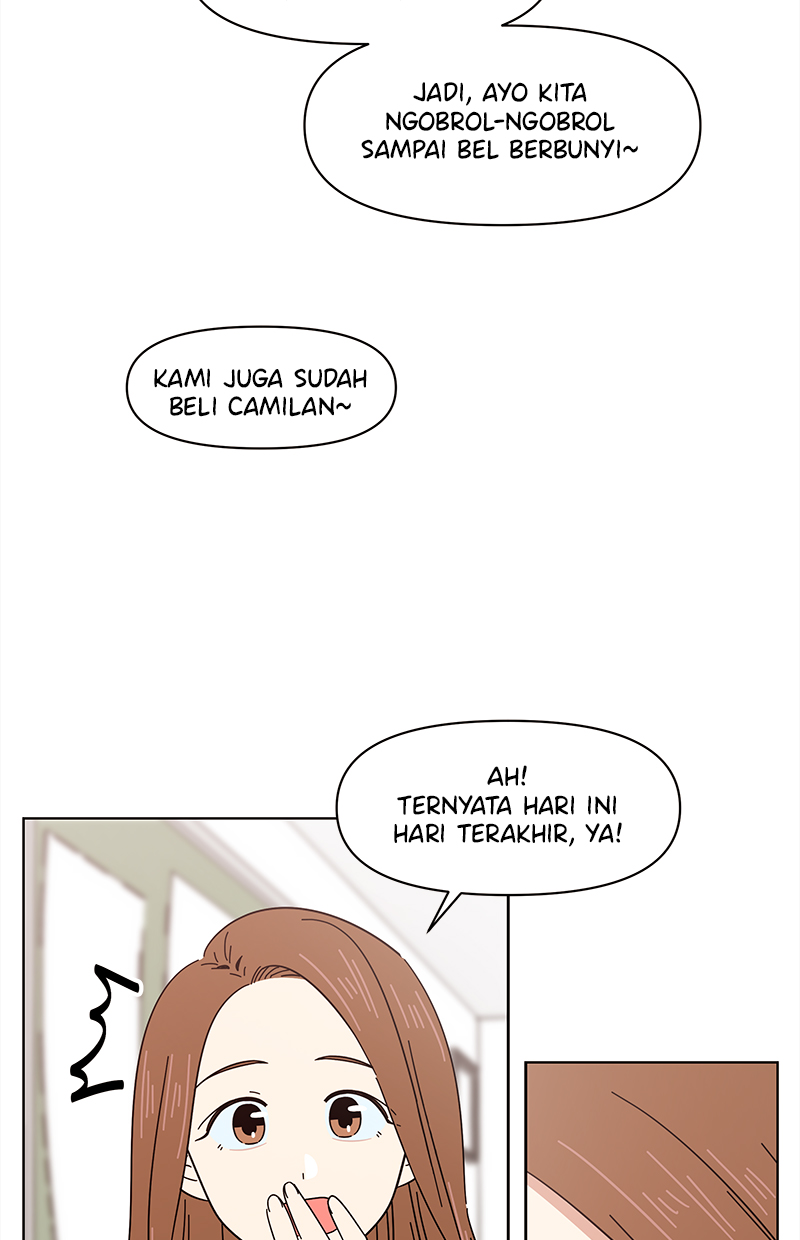 JADI, AYO KITA
NGOBROL-NGOBROL
SAMPAI BEL BERBUNYI~
KAMI JUGA SUDAH
BELI CAMILAN~
AH!
TERNYATA HARI INI
HARI TERAKHIR, YA!